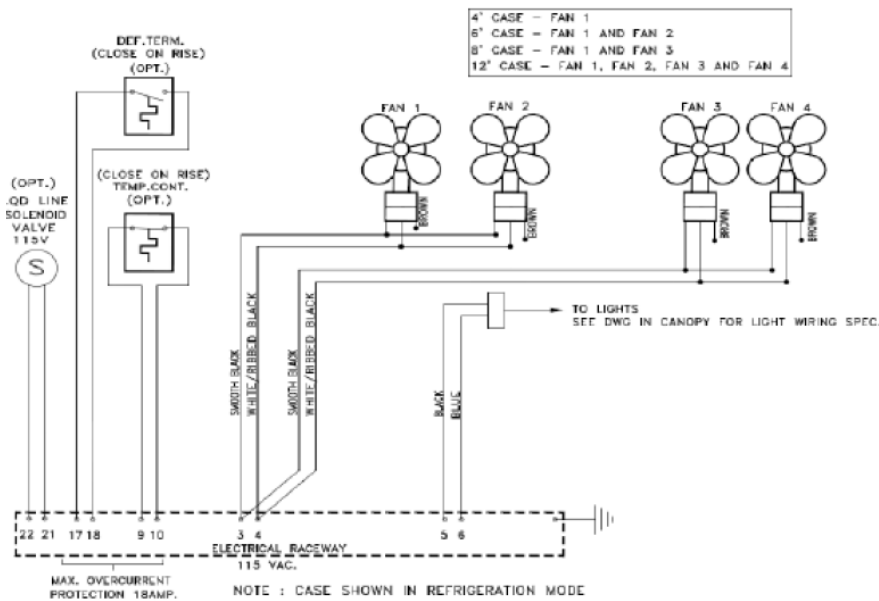 4' CASE - FAN 1
6' CASE - FAN 1 AND FAN 2
8' CASE - FAN 1 AND FAN 3
12' CASE - FAN 1, FAN 2, FAN 3 AND FAN 4
DEF.TERM.
(CLOSE ON RISE)
(OPT.)
FAN 1
FAN 2
FAN 3
FAN 4
(CLOSE ON RISE)
TEMP.CONT.
(OPT.)
(OPT.)
.QD LINE
SOLENOID
VALVE
115V
S
BROWN
BROWN
BROWN
BROWN
SMOOTH BLACK
WHITE/RIBBED BLACK
SMOOTH BLACK
WHITE/RIBBED BLACK
TO LIGHTS
SEE DWG IN CANOPY FOR LIGHT WIRING SPEC.
BLACK
BLUE
22 21 17 18 9 10 3 4 5 6
ELECTRICAL RACEWAY
115 VAC.
MAX. OVERCURRENT
PROTECTION 18AMP.
NOTE : CASE SHOWN IN REFRIGERATION MODE